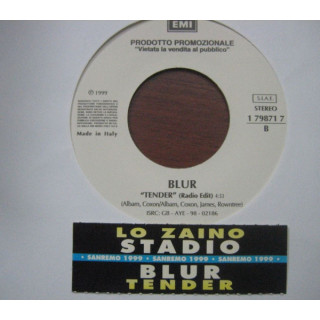 EMI
PRODOTTO PROMOZIONALE
"Vietata la vendita al pubblico"
℗ 1999
S.I.A.E.
STEREO
1 79871 7
B
Made in Italy
BLUR
"TENDER" (Radio Edit)
(Albarn, Coxon/Albarn, Coxon, James, Rowntree)
ISRC: GB - AYE - 98 - 02186
LO ZAINO
STADIO
• SANREMO 1999 • SANREMO 1999 • SANREMO 1999 •
BLUR
TENDER